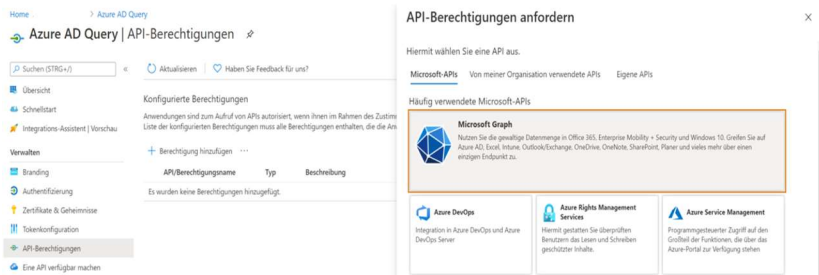 Home > Azure AD Query
Azure AD Query | API-Berechtigungen
Suchen (STRG+/)
«
Aktualisieren
Haben Sie Feedback für uns?
Übersicht
Schnellstart
Integrations-Assistent | Vorschau
Verwalten
Branding
Authentifizierung
Zertifikate & Geheimnisse
Tokenkonfiguration
API-Berechtigungen
Eine API verfügbar machen
Konfigurierte Berechtigungen
Anwendungen sind zum Aufruf von APIs autorisiert, wenn ihnen im Rahmen des Zustim
Liste der konfigurierten Berechtigungen muss alle Berechtigungen enthalten, die die An
+ Berechtigung hinzufügen ···
API/Berechtigungsname Typ Beschreibung
Es wurden keine Berechtigungen hinzugefügt.
API-Berechtigungen anfordern
Hiermit wählen Sie eine API aus.
Microsoft-APIs Von meiner Organisation verwendete APIs Eigene APIs
Häufig verwendete Microsoft-APIs
Microsoft Graph
Nutzen Sie die gewaltige Datenmenge in Office 365, Enterprise Mobility + Security und Windows 10. Greifen Sie auf
Azure AD, Excel, Intune, Outlook/Exchange, OneDrive, OneNote, SharePoint, Planer und vieles mehr über einen
einzigen Endpunkt zu.
Azure DevOps
Integration in Azure DevOps und Azure
DevOps Server
Azure Rights Management
Services
Hiermit gestatten Sie überprüften
Benutzern das Lesen und Schreiben
geschützter Inhalte.
Azure Service Management
Programmgesteuerter Zugriff auf den
Großteil der Funktionen, die über das
Azure-Portal zur Verfügung stehen